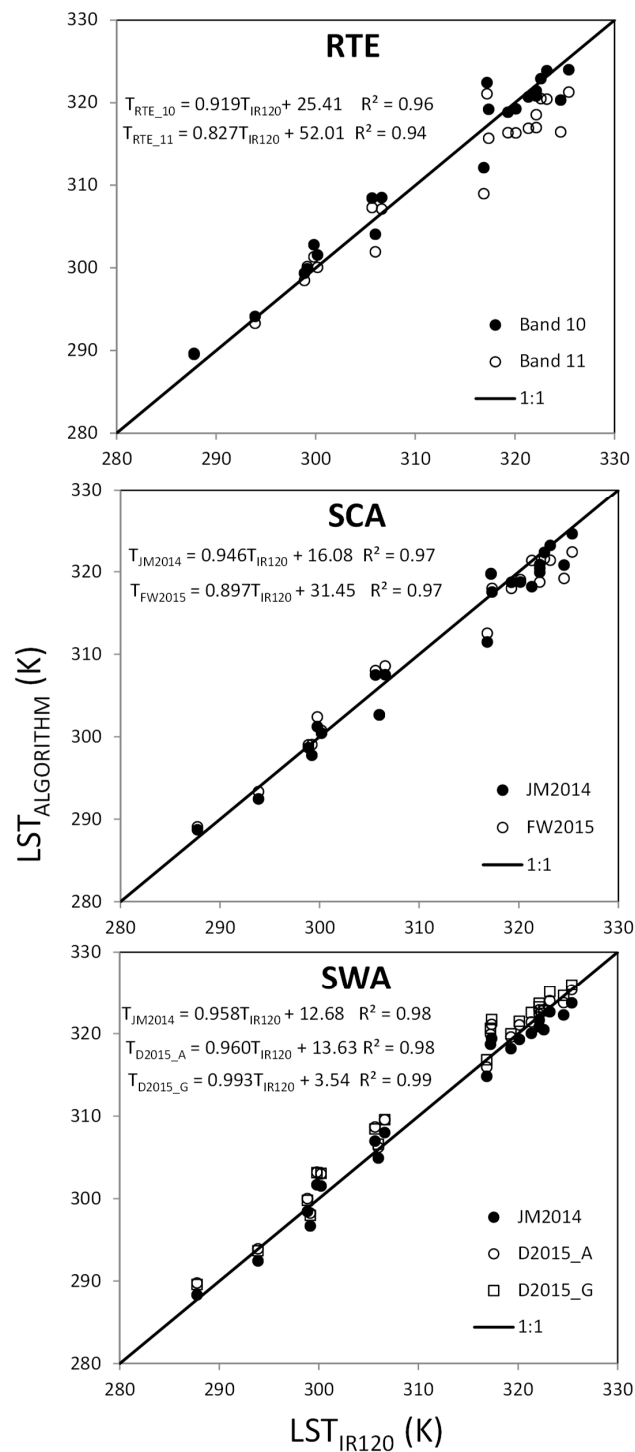 RTE
T_RTE_10 = 0.919T_IR120 + 25.41 R² = 0.96
T_RTE_11 = 0.827T_IR120 + 52.01 R² = 0.94
330
320
310
300
290
280
Band 10
Band 11
1:1
280 290 300 310 320 330
SCA
T_JM2014 = 0.946T_IR120 + 16.08 R² = 0.97
T_FW2015 = 0.897T_IR120 + 31.45 R² = 0.97
330
320
310
300
290
280
JM2014
FW2015
1:1
280 290 300 310 320 330
LST_ALGORITHM (K)
SWA
T_JM2014 = 0.958T_IR120 + 12.68 R² = 0.98
T_D2015_A = 0.960T_IR120 + 13.63 R² = 0.98
T_D2015_G = 0.993T_IR120 + 3.54 R² = 0.99
330
320
310
300
290
280
JM2014
D2015_A
D2015_G
1:1
280 290 300 310 320 330
LST_IR120 (K)